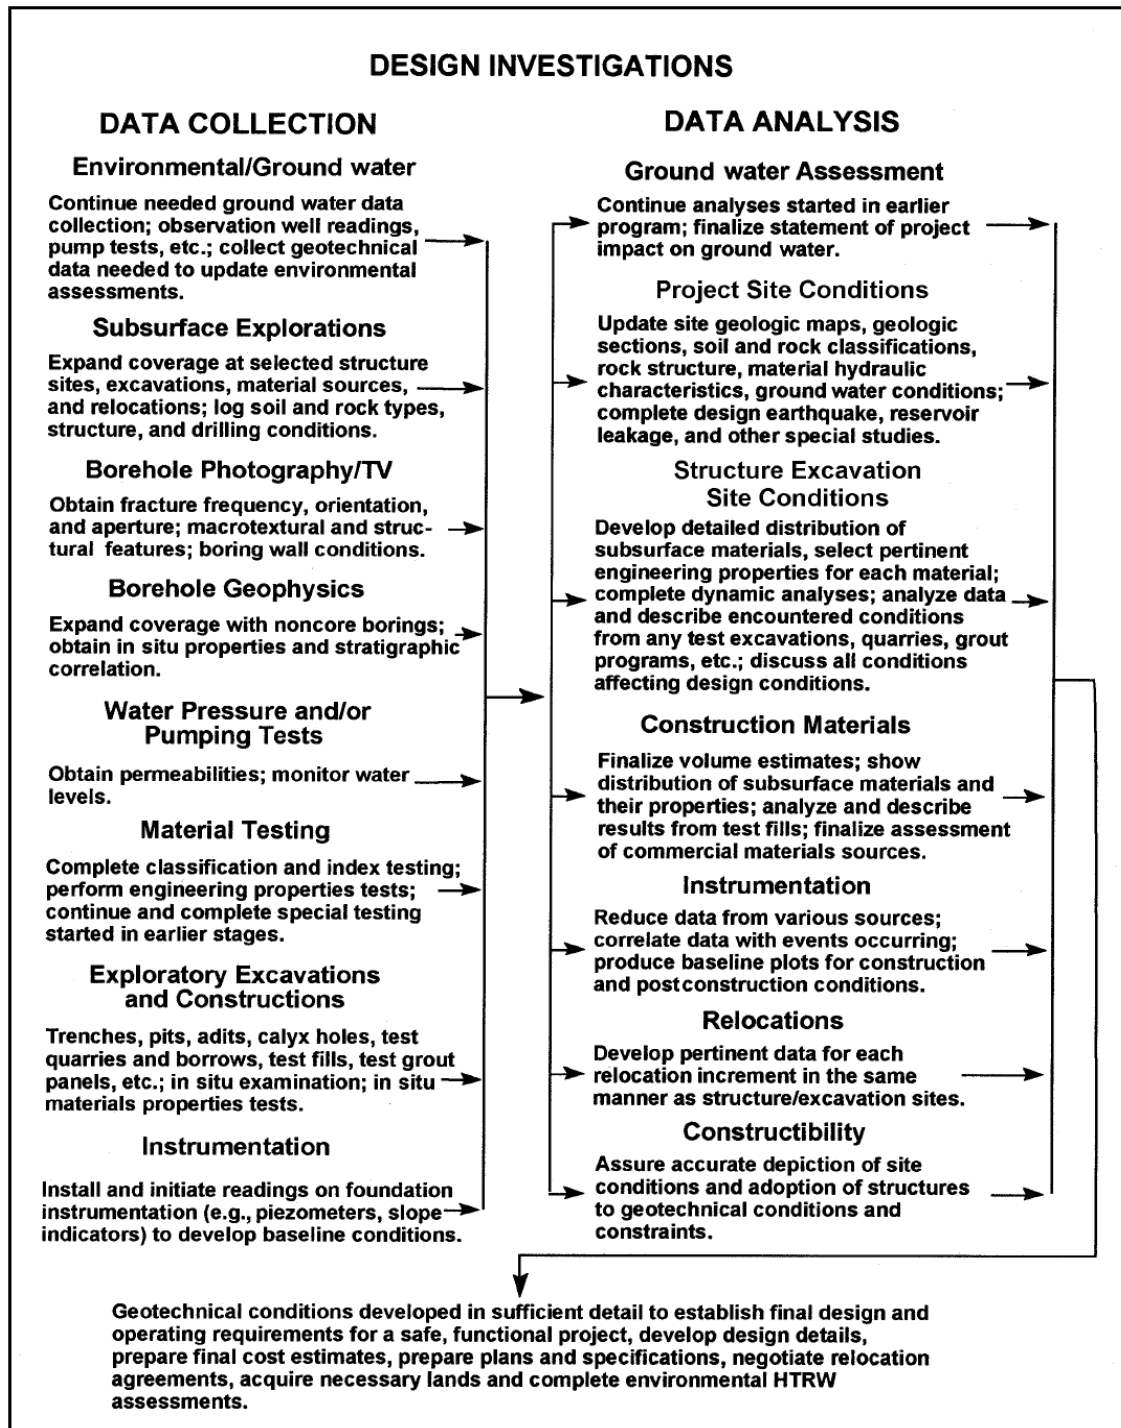 DESIGN INVESTIGATIONS
DATA COLLECTION
Environmental/Ground water
Continue needed ground water data
collection; observation well readings,
pump tests, etc.; collect geotechnical
data needed to update environmental
assessments.
Subsurface Explorations
Expand coverage at selected structure
sites, excavations, material sources,
and relocations; log soil and rock types,
structure, and drilling conditions.
Borehole Photography/TV
Obtain fracture frequency, orientation,
and aperture; macrotextural and struc-
tural features; boring wall conditions.
Borehole Geophysics
Expand coverage with noncore borings;
obtain in situ properties and stratigraphic
correlation.
Water Pressure and/or
Pumping Tests
Obtain permeabilities; monitor water
levels.
Material Testing
Complete classification and index testing;
perform engineering properties tests;
continue and complete special testing
started in earlier stages.
Exploratory Excavations
and Constructions
Trenches, pits, adits, calyx holes, test
quarries and borrows, test fills, test grout
panels, etc.; in situ examination; in situ
materials properties tests.
Instrumentation
Install and initiate readings on foundation
instrumentation (e.g., piezometers, slope
indicators) to develop baseline conditions.
DATA ANALYSIS
Ground water Assessment
Continue analyses started in earlier
program; finalize statement of project
impact on ground water.
Project Site Conditions
Update site geologic maps, geologic
sections, soil and rock classifications,
rock structure, material hydraulic
characteristics, ground water conditions;
complete design earthquake, reservoir
leakage, and other special studies.
Structure Excavation
Site Conditions
Develop detailed distribution of
subsurface materials, select pertinent
engineering properties for each material;
complete dynamic analyses; analyze data
and describe encountered conditions
from any test excavations, quarries, grout
programs, etc.; discuss all conditions
affecting design conditions.
Construction Materials
Finalize volume estimates; show
distribution of subsurface materials and
their properties; analyze and describe
results from test fills; finalize assessment
of commercial materials sources.
Instrumentation
Reduce data from various sources;
correlate data with events occurring;
produce baseline plots for construction
and postconstruction conditions.
Relocations
Develop pertinent data for each
relocation increment in the same
manner as structure/excavation sites.
Constructibility
Assure accurate depiction of site
conditions and adoption of structures
to geotechnical conditions and
constraints.
Geotechnical conditions developed in sufficient detail to establish final design and
operating requirements for a safe, functional project, develop design details,
prepare final cost estimates, prepare plans and specifications, negotiate relocation
agreements, acquire necessary lands and complete environmental HTRW
assessments.